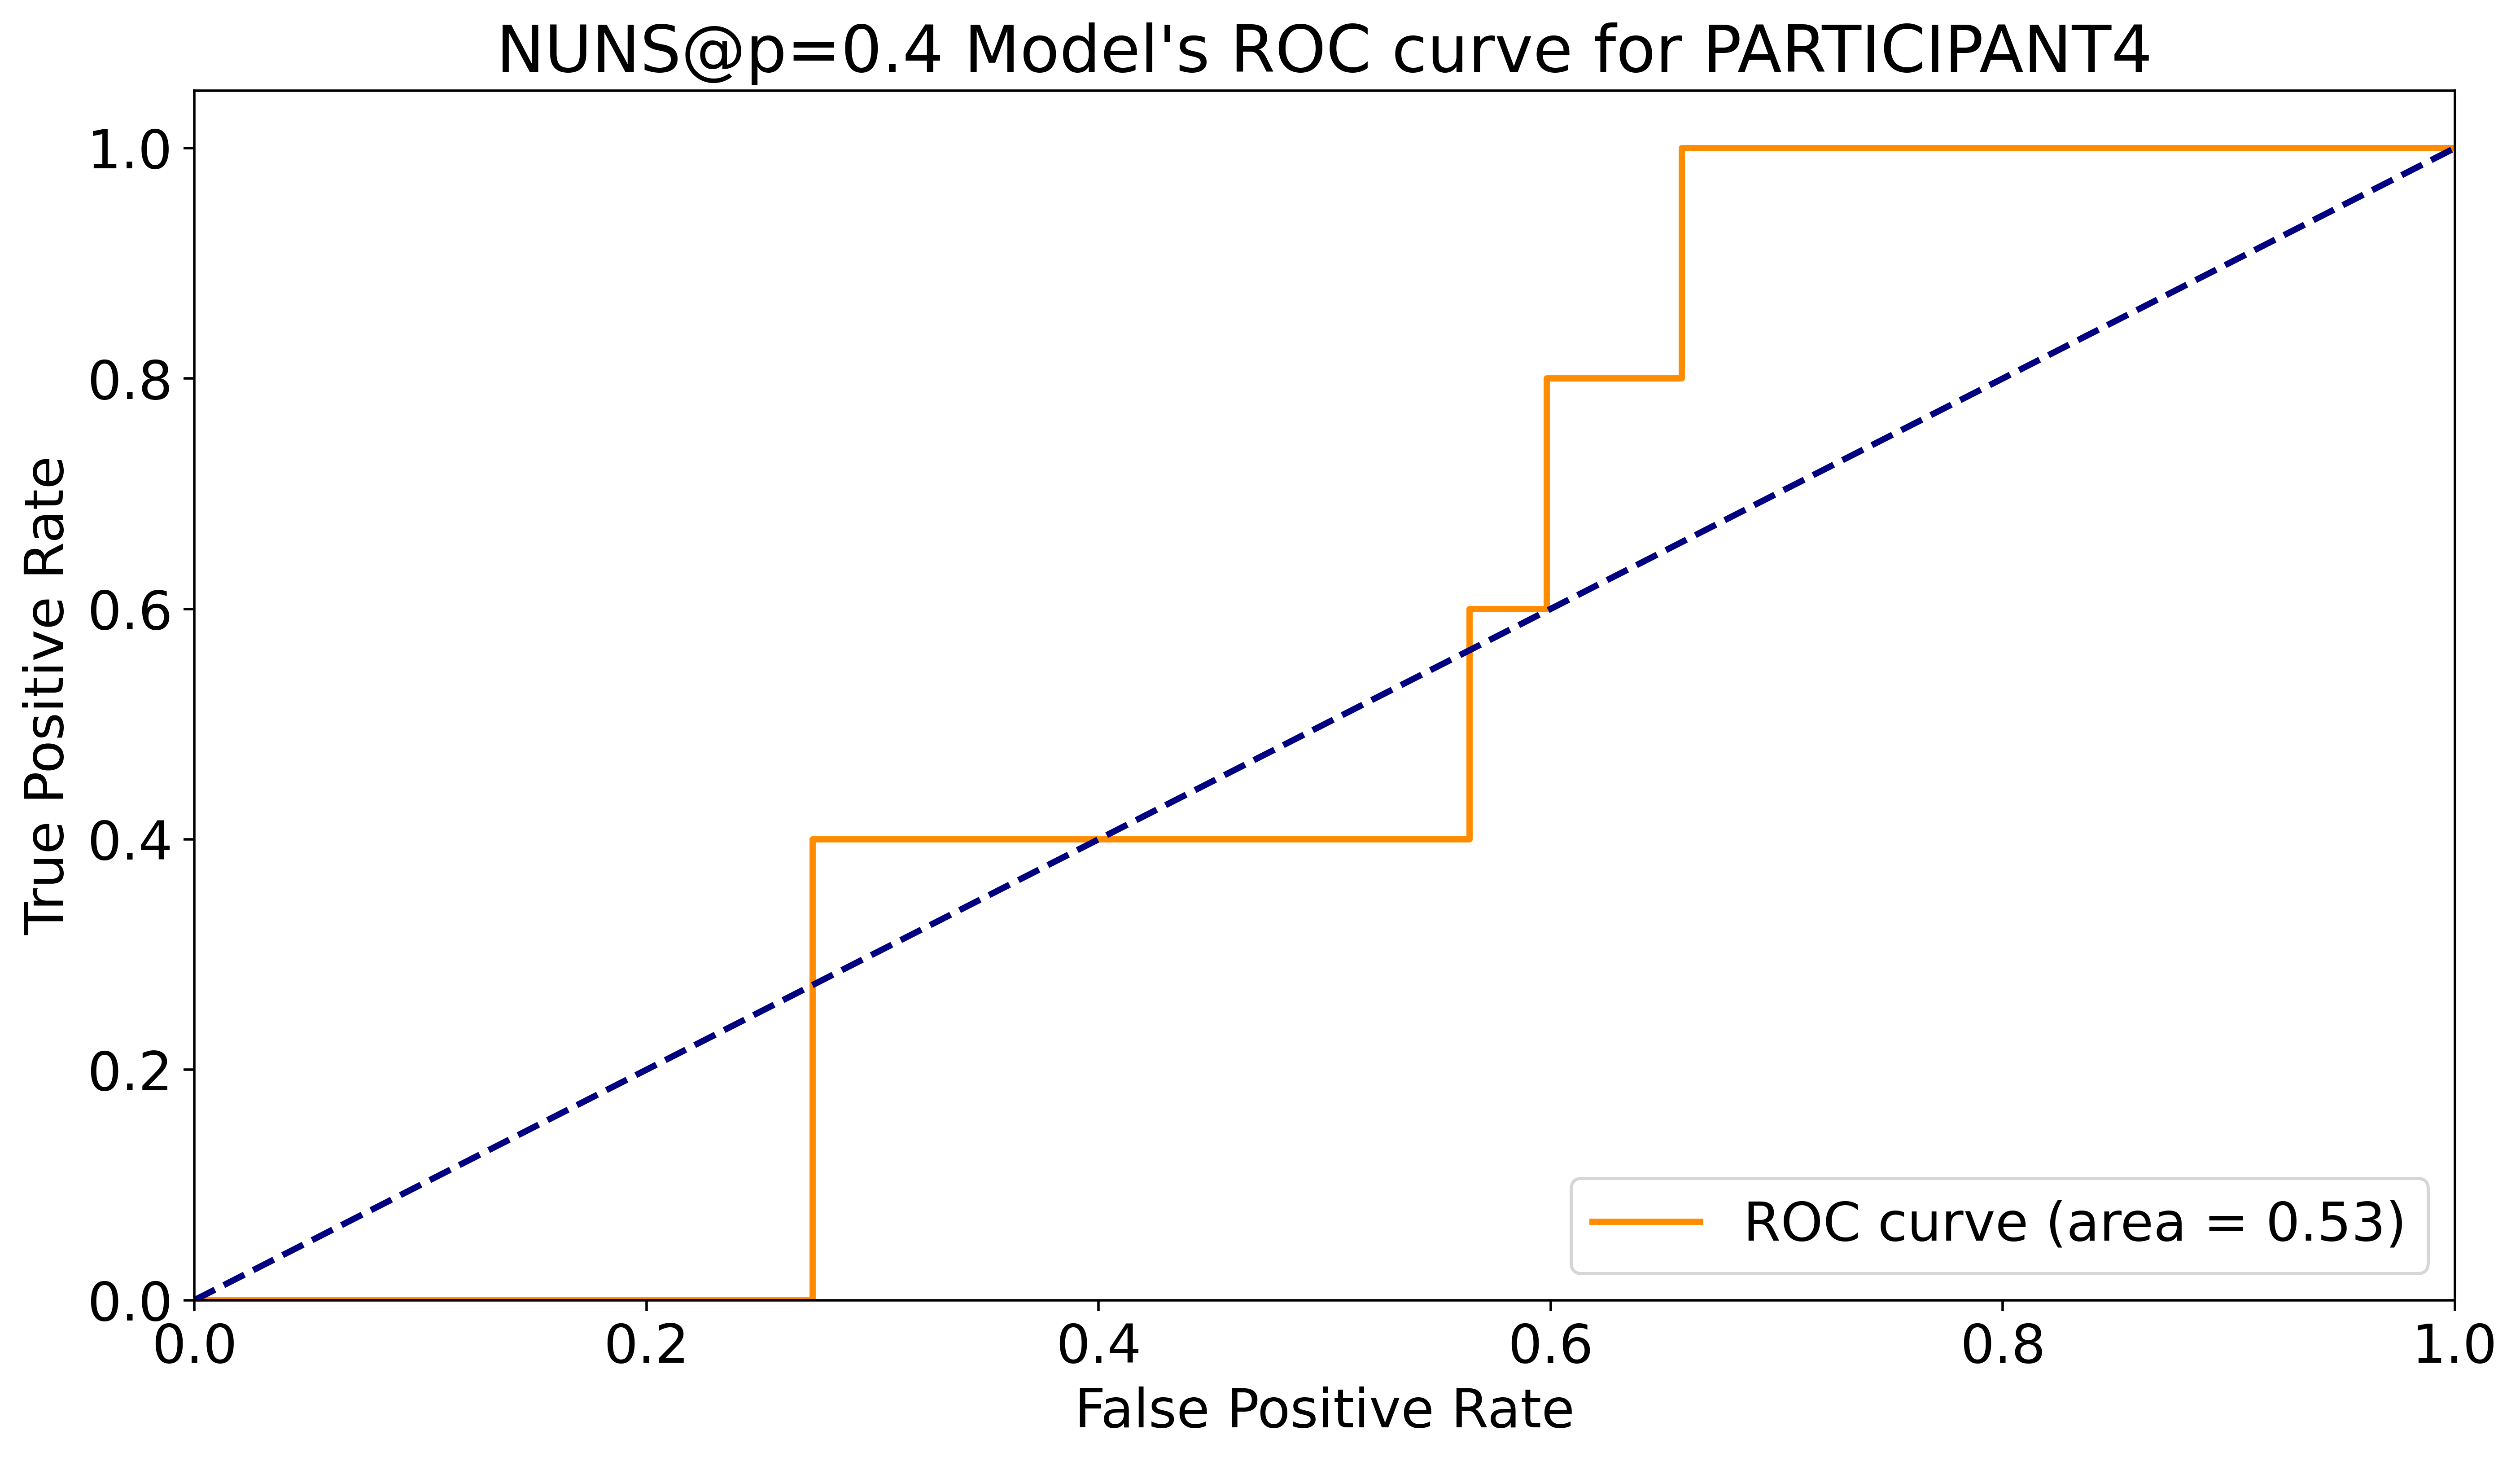 NUNS@p=0.4 Model's ROC curve for PARTICIPANT4
True Positive Rate
1.0
0.8
0.6
0.4
0.2
0.0
0.0 0.2 0.4 0.6 0.8 1.0
False Positive Rate
ROC curve (area = 0.53)